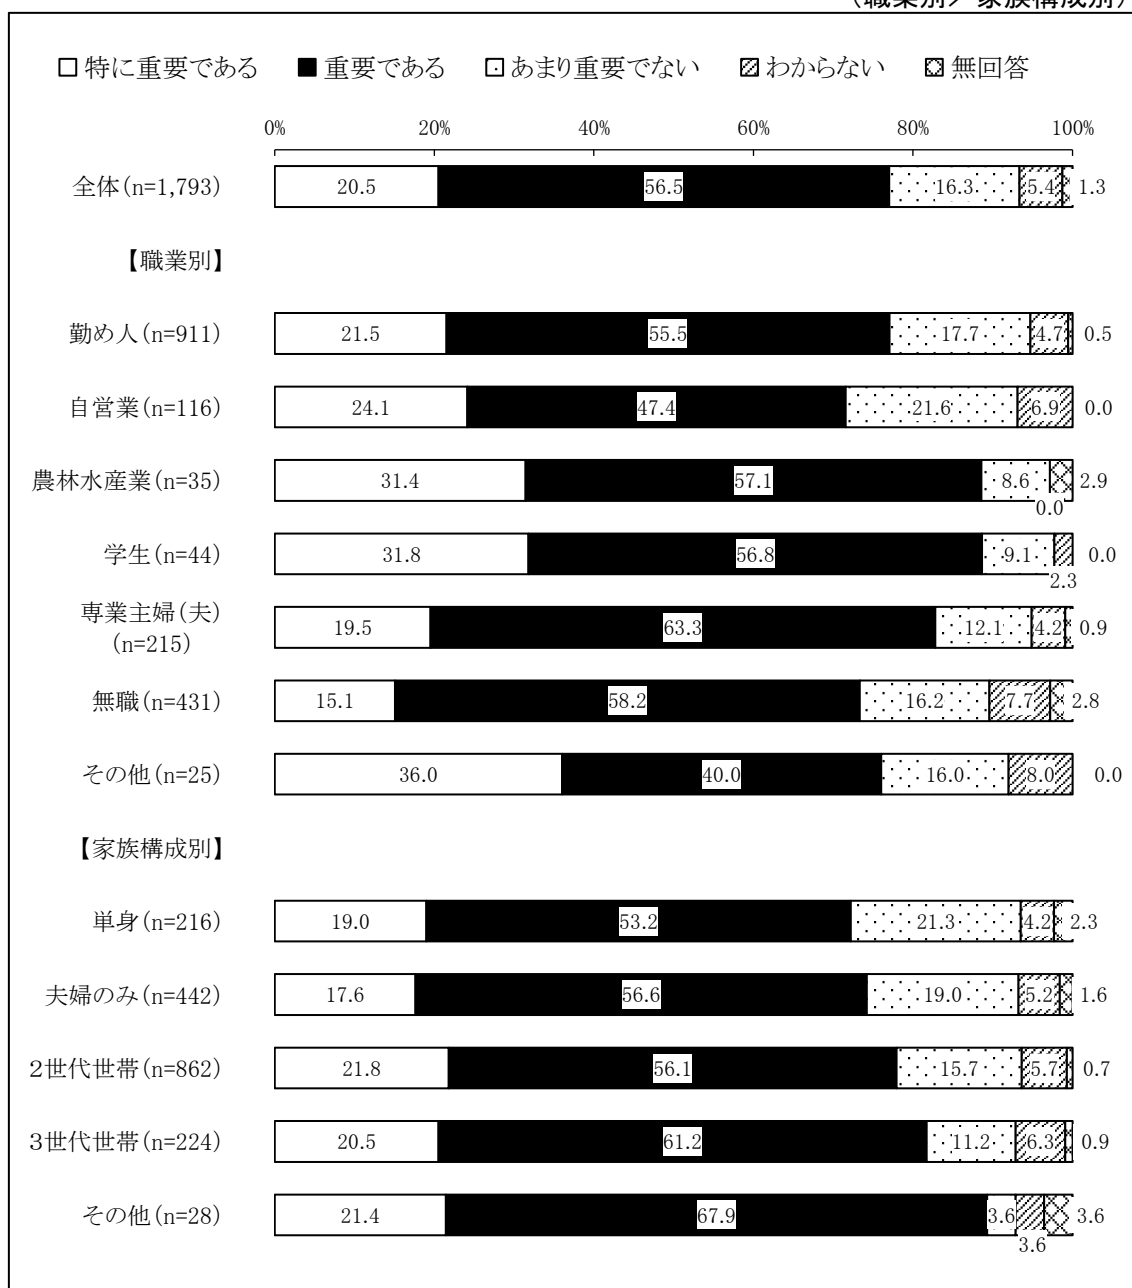 (職業別／家族構成別)
特に重要である 重要である あまり重要でない わからない 無回答
0% 20% 40% 60% 80% 100%
全体(n=1,793) 20.5 56.5 16.3 5.4 1.3
【職業別】
勤め人(n=911) 21.5 55.5 17.7 4.7 0.5
自営業(n=116) 24.1 47.4 21.6 6.9 0.0
農林水産業(n=35) 31.4 57.1 8.6 2.9
0.0
学生(n=44) 31.8 56.8 9.1 0.0
2.3
専業主婦(夫)
(n=215) 19.5 63.3 12.1 4.2 0.9
無職(n=431) 15.1 58.2 16.2 7.7 2.8
その他(n=25) 36.0 40.0 16.0 8.0 0.0
【家族構成別】
単身(n=216) 19.0 53.2 21.3 4.2 2.3
夫婦のみ(n=442) 17.6 56.6 19.0 5.2 1.6
2世代世帯(n=862) 21.8 56.1 15.7 5.7 0.7
3世代世帯(n=224) 20.5 61.2 11.2 6.3 0.9
その他(n=28) 21.4 67.9 3.6 3.6
3.6